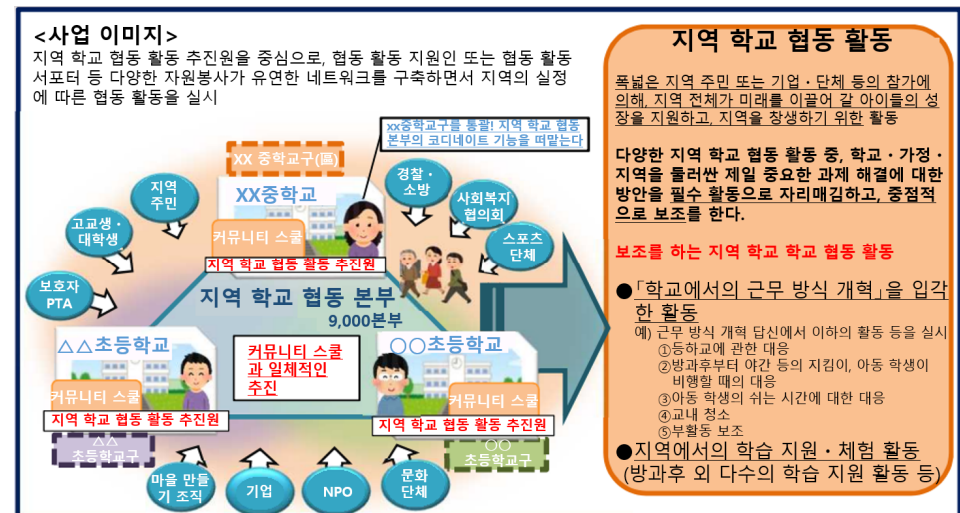 <사업 이미지>
지역 학교 협동 활동 추진원을 중심으로, 협동 활동 지원인 또는 협동 활동
서포터 등 다양한 자원봉사가 유연한 네트워크를 구축하면서 지역의 실정
에 따른 협동 활동을 실시
xx중학교구를 통괄! 지역 학교 협동
본부의 코디네이트 기능을 떠맡는다
XX 중학교구(區)
XX중학교
커뮤니티 스쿨
지역 학교 협동 활동 추진원
보호자
PTA
고교생・
대학생
지역
주민
경찰・
소방
사회복지
협의회
스포츠
단체
지역 학교 협동 본부
9,000본부
△△초등학교
커뮤니티 스쿨
지역 학교 협동 활동 추진원
△△
초등학교구
커뮤니티 스쿨
과 일체적인
추진
○○초등학교
커뮤니티 스쿨
지역 학교 협동 활동 추진원
○○
초등학교구
마을 만들
기 조직
기업
NPO
문화
단체
지역 학교 협동 활동
폭넓은 지역 주민 또는 기업・단체 등의 참가에
의해, 지역 전체가 미래를 이끌어 갈 아이들의 성
장을 지원하고, 지역을 창생하기 위한 활동
다양한 지역 학교 협동 활동 중, 학교・가정・
지역을 둘러싼 제일 중요한 과제 해결에 대한
방안을 필수 활동으로 자리매김하고, 중점적
으로 보조를 한다.
보조를 하는 지역 학교 학교 협동 활동
●「학교에서의 근무 방식 개혁」을 입각
한 활동
예) 근무 방식 개혁 답신에서 이하의 활동 등을 실시
①등하교에 관한 대응
②방과후부터 야간 등의 지킴이, 아동 학생이
비행할 때의 대응
③아동 학생의 쉬는 시간에 대한 대응
④교내 청소
⑤부활동 보조
●지역에서의 학습 지원・체험 활동
(방과후 외 다수의 학습 지원 활동 등)